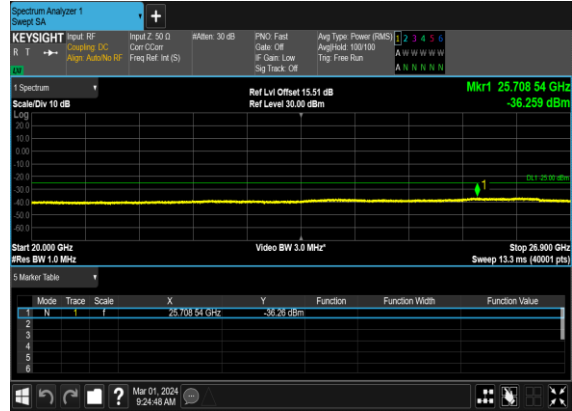 Spectrum Analyzer 1
Swept SA
+
KEYSIGHT Input: RF Input Z: 50 Ω #Atten: 30 dB PNO: Fast Avg Type: Power (RMS) 1 2 3 4 5 6
R T Coupling: DC Corr CCorr Gate: Off Avg|Hold: 100/100 A W W W W W
Align: Auto/No RF Freq Ref: Int (S) IF Gain: Low Trig: Free Run
Sig Track: Off A N N N N N
1 Spectrum Ref Lvl Offset 15.51 dB Mkr1 25.708 54 GHz
Scale/Div 10 dB Ref Level 30.00 dBm -36.259 dBm
Log
20.0
10.0
0.00
-10.0
-20.0 DL1 -25.00 dBm
-30.0 1
-40.0
-50.0
-60.0
Start 20.000 GHz Video BW 3.0 MHz* Stop 26.900 GHz
#Res BW 1.0 MHz Sweep 13.3 ms (40001 pts)
5 Marker Table
Mode Trace Scale X Y Function Function Width Function Value
1 N 1 f 25.708 54 GHz -36.26 dBm
2
3
4
5
6
? Mar 01, 2024
9:24:48 AM